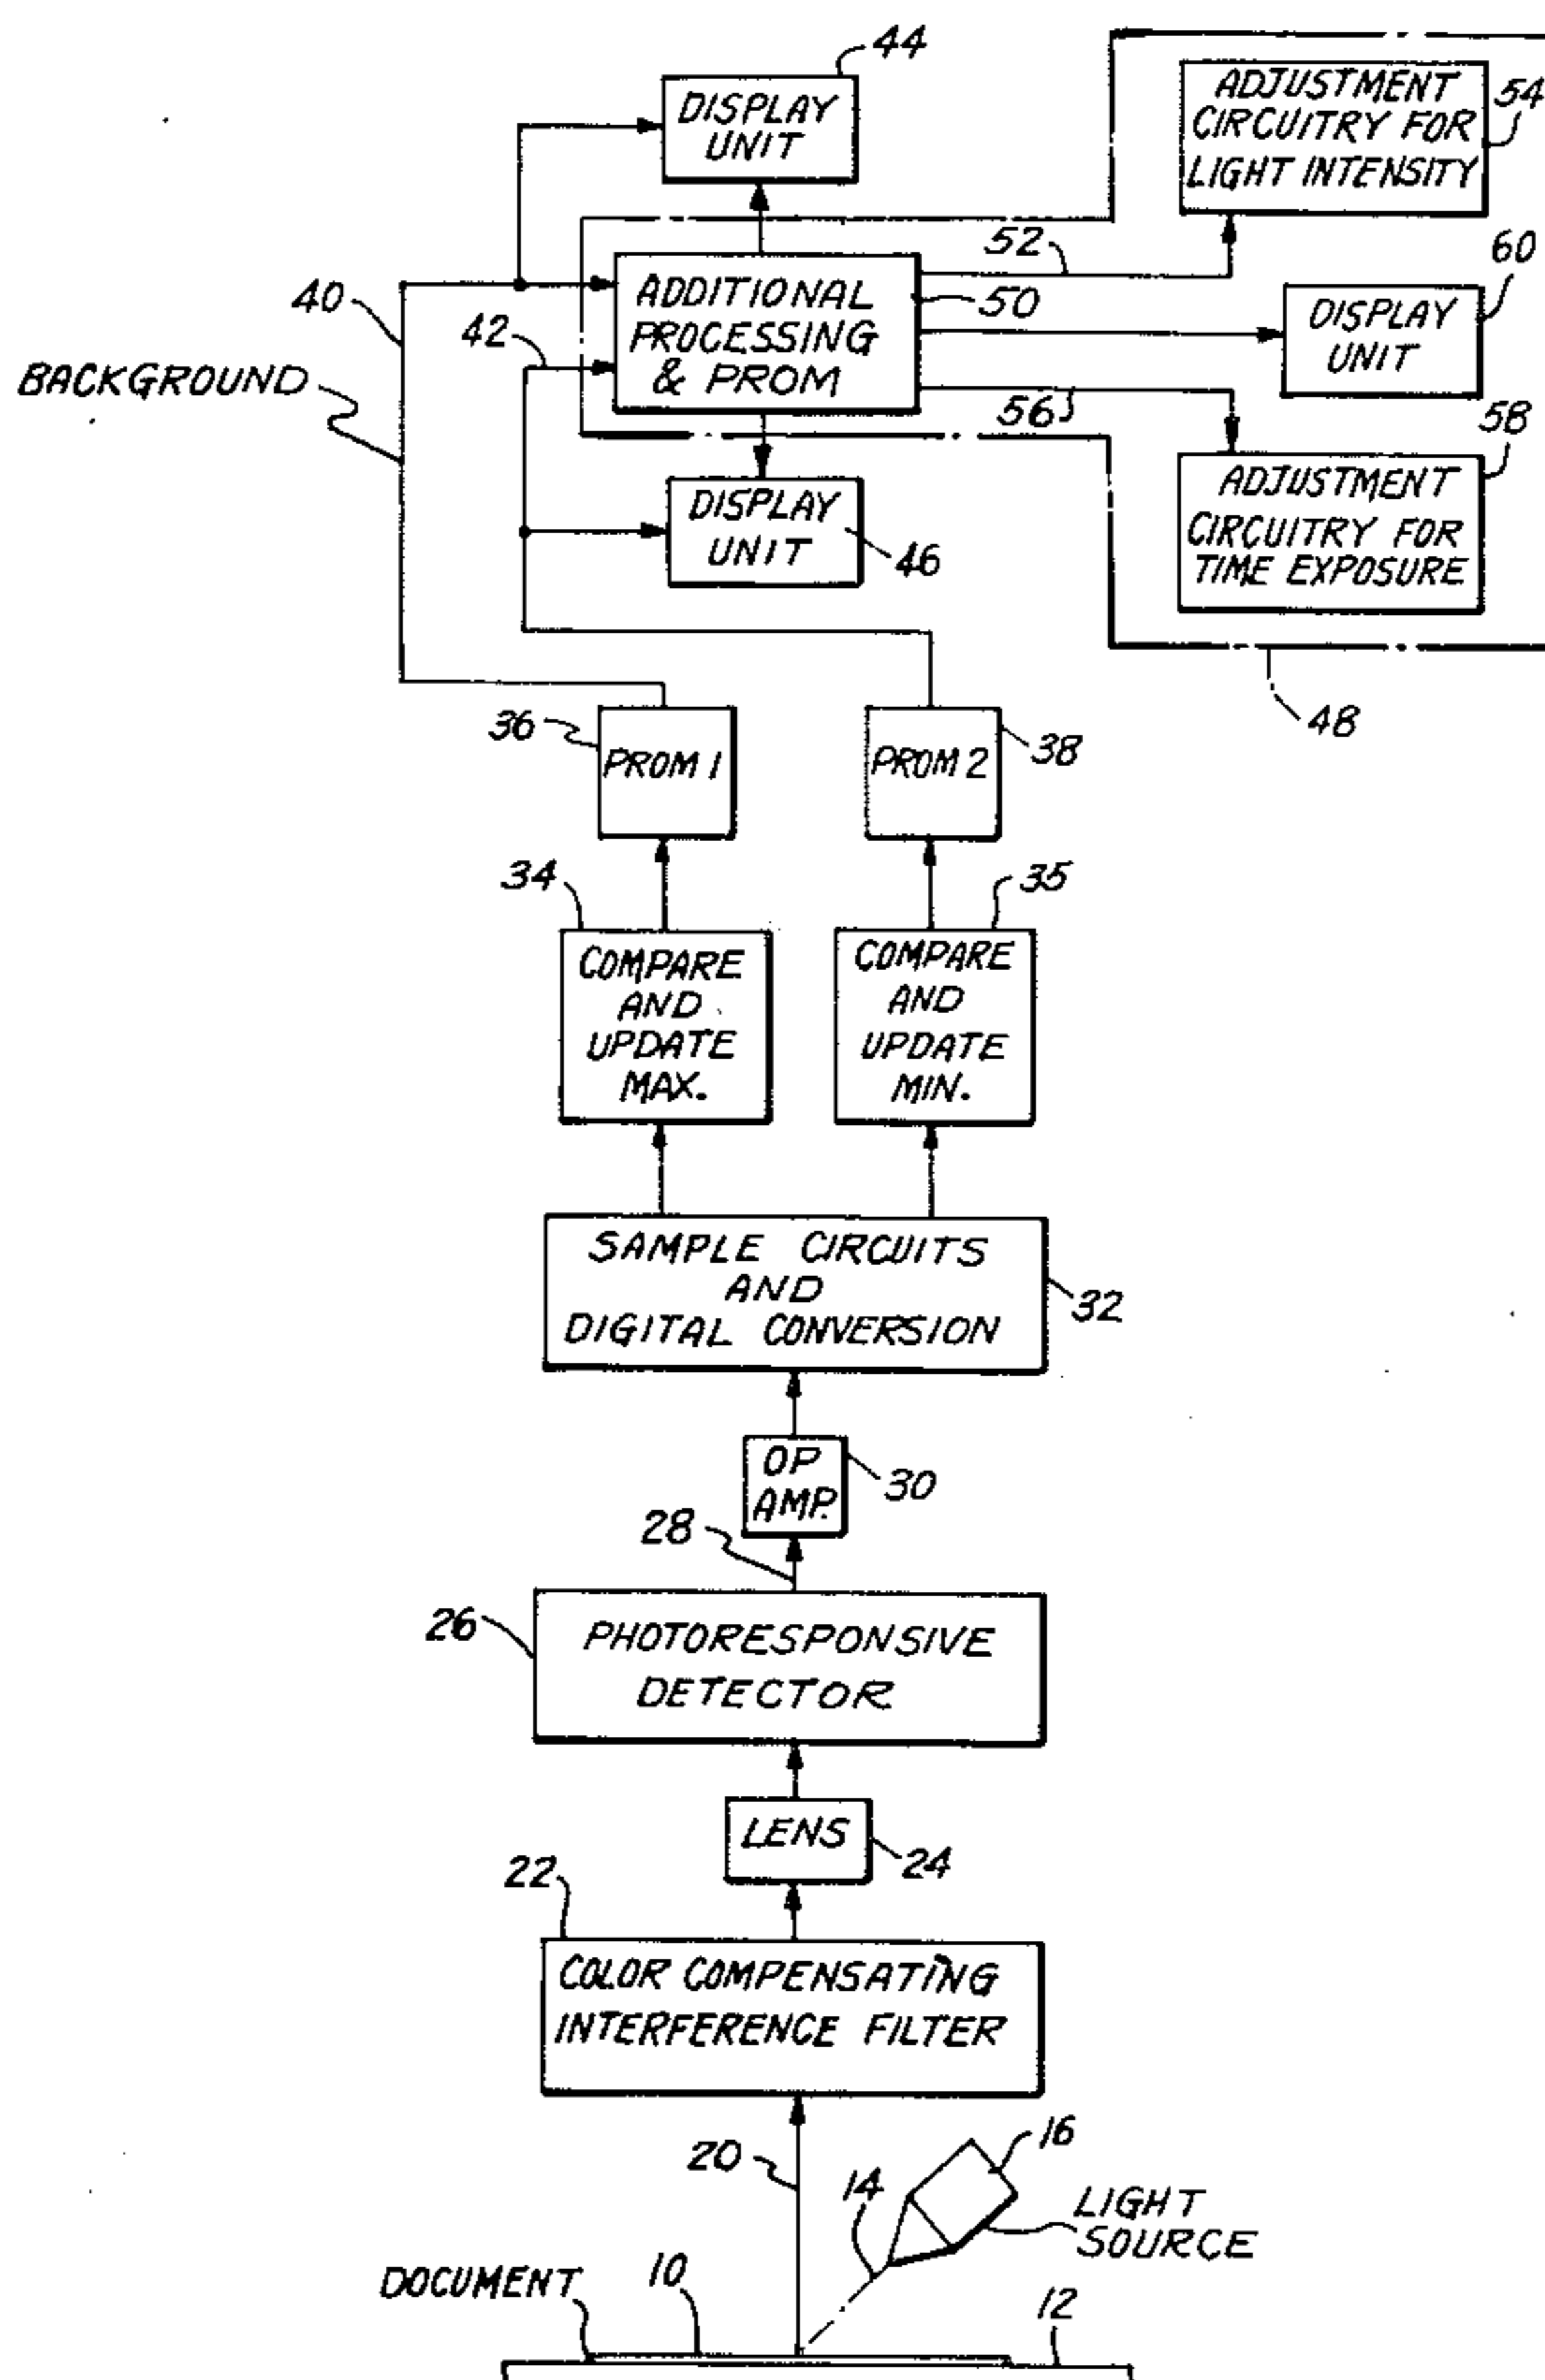 44
DISPLAY
UNIT
ADJUSTMENT
CIRCUITRY FOR
LIGHT INTENSITY
54
52
60
40
ADDITIONAL
PROCESSING
& PROM
50
DISPLAY
UNIT
42
BACKGROUND
56
58
DISPLAY
UNIT
46
ADJUSTMENT
CIRCUITRY FOR
TIME EXPOSURE
48
36
PROM 1
PROM 2
38
34
35
COMPARE
AND
UPDATE
MAX.
COMPARE
AND
UPDATE
MIN.
SAMPLE CIRCUITS
AND
DIGITAL CONVERSION
32
OP
AMP.
30
28
26
PHOTORESPONSIVE
DETECTOR
LENS
24
22
COLOR COMPENSATING
INTERFERENCE FILTER
20
14
16
LIGHT
SOURCE
DOCUMENT
10
12